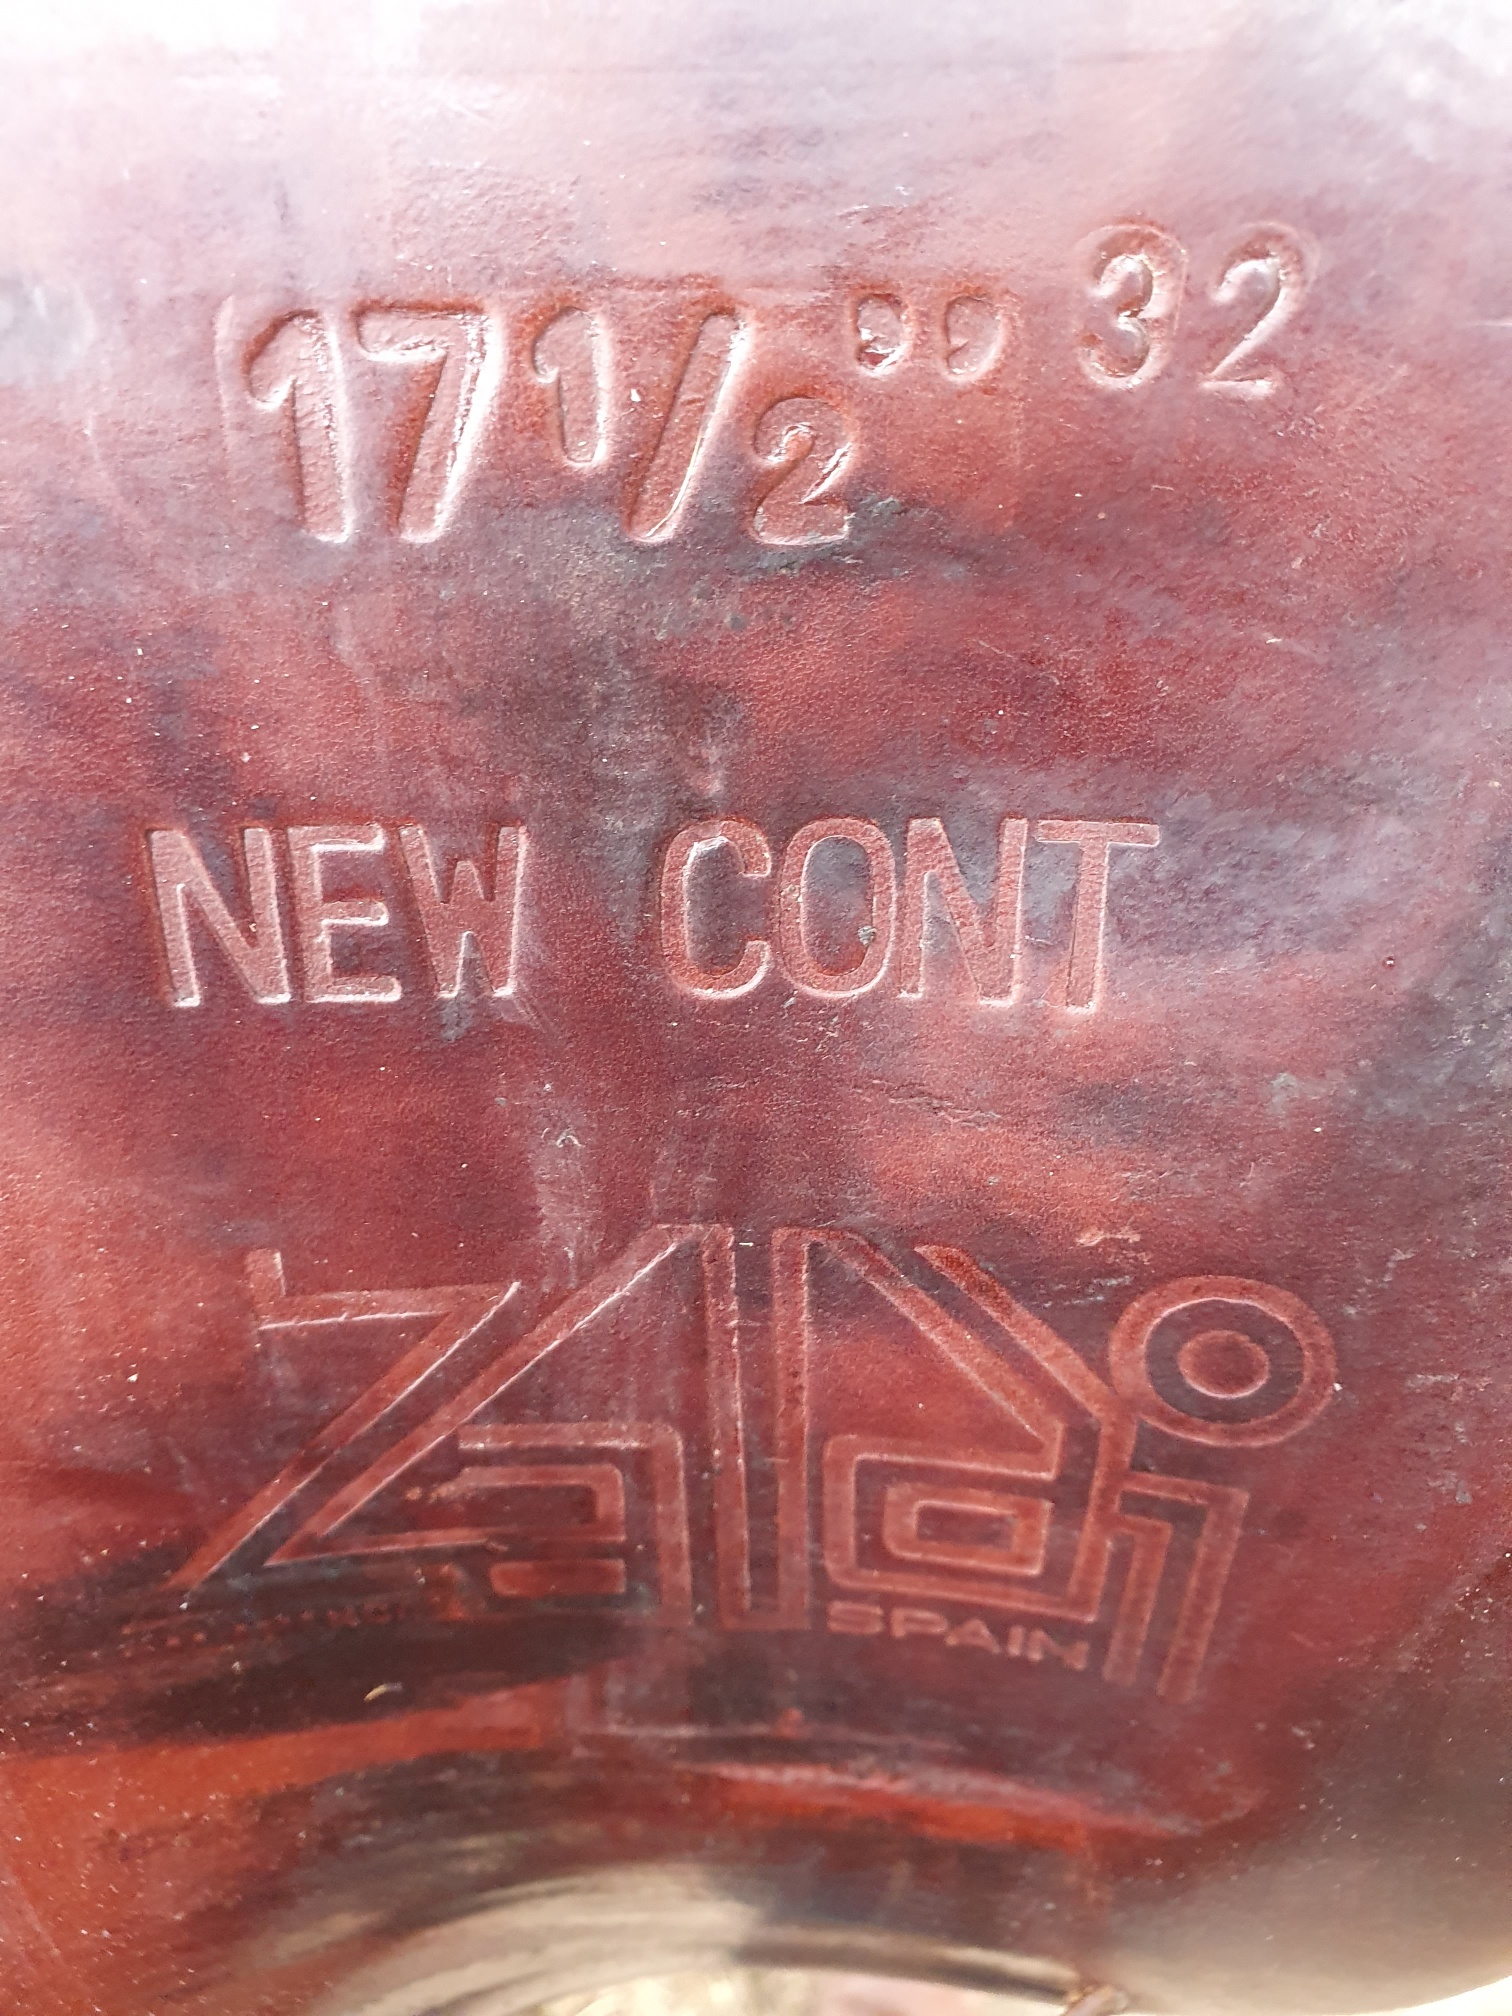 17 1/2" 32
NEW CONT
Zaldi
SPAIN